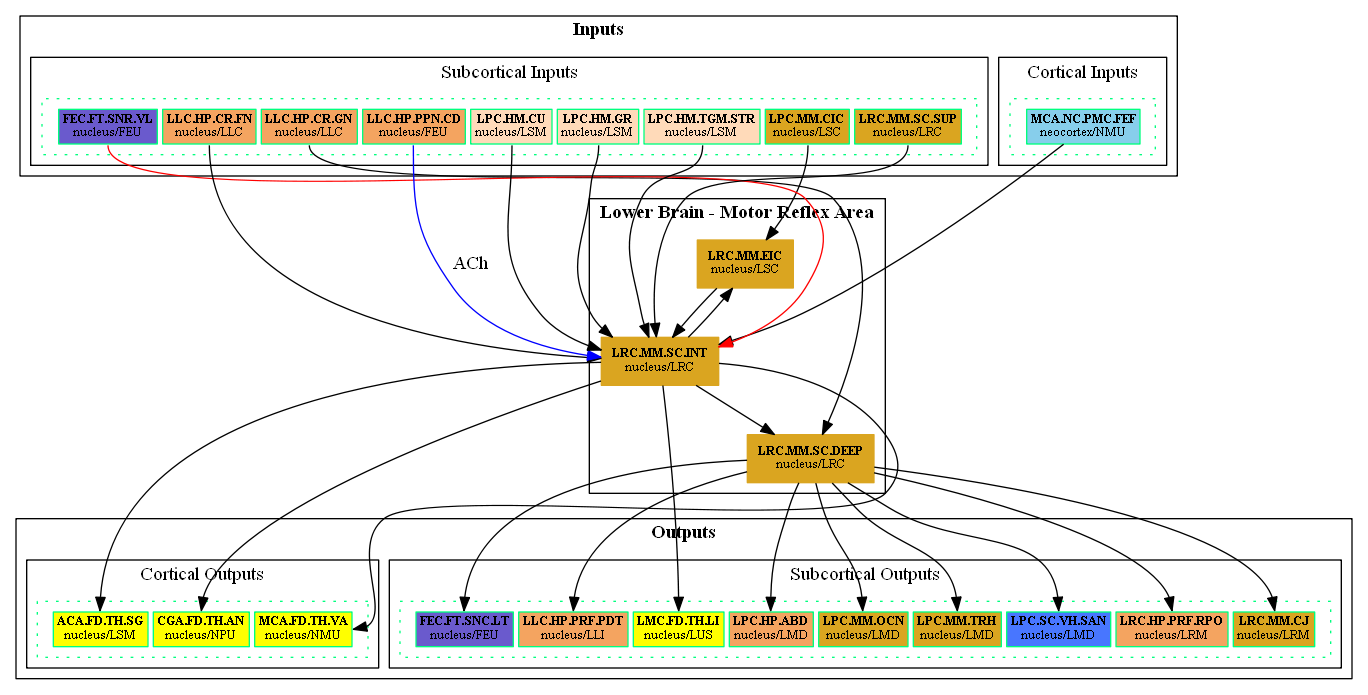 Inputs
Subcortical Inputs
Cortical Inputs
FEC.FT.SNR.VL
nucleus/FEU
LLC.HP.CR.FN
nucleus/LLC
LLC.HP.CR.GN
nucleus/LLC
LLC.HP.PPN.CD
nucleus/FEU
LPC.HM.CU
nucleus/LSM
LPC.HM.GR
nucleus/LSM
LPC.HM.TGM.STR
nucleus/LSM
LPC.MM.CIC
nucleus/LSC
LRC.MM.SC.SUP
nucleus/LRC
MCA.NC.PMC.FEF
neocortex/NMU
Lower Brain - Motor Reflex Area
LRC.MM.EIC
nucleus/LSC
ACh
LRC.MM.SC.INT
nucleus/LRC
LRC.MM.SC.DEEP
nucleus/LRC
Outputs
Cortical Outputs
Subcortical Outputs
ACA.FD.TH.SG
nucleus/LSM
CGA.FD.TH.AN
nucleus/NPU
MCA.FD.TH.VA
nucleus/NMU
FEC.FT.SNC.LT
nucleus/FEU
LLC.HP.PRF.PDT
nucleus/LLI
LMC.FD.TH.LI
nucleus/LUS
LPC.HP.ABD
nucleus/LMD
LPC.MM.OCN
nucleus/LMD
LPC.MM.TRH
nucleus/LMD
LPC.SC.VH.SAN
nucleus/LMD
LRC.HP.PRF.RPO
nucleus/LRM
LRC.MM.CJ
nucleus/LRM